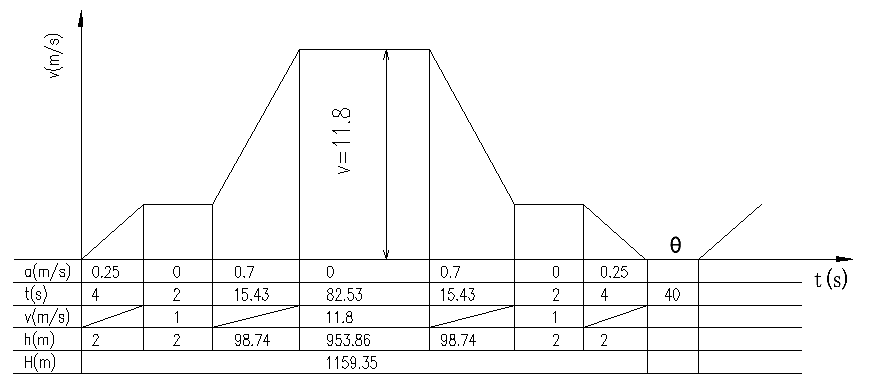 v(m/s)
v=11.8
θ
a(m/s) 0.25 0 0.7 0 0.7 0 0.25
t(s)
t(s) 4 2 15.43 82.53 15.43 2 4 40
v(m/s) 1 11.8 1
h(m) 2 2 98.74 953.86 98.74 2 2
H(m) 1159.35